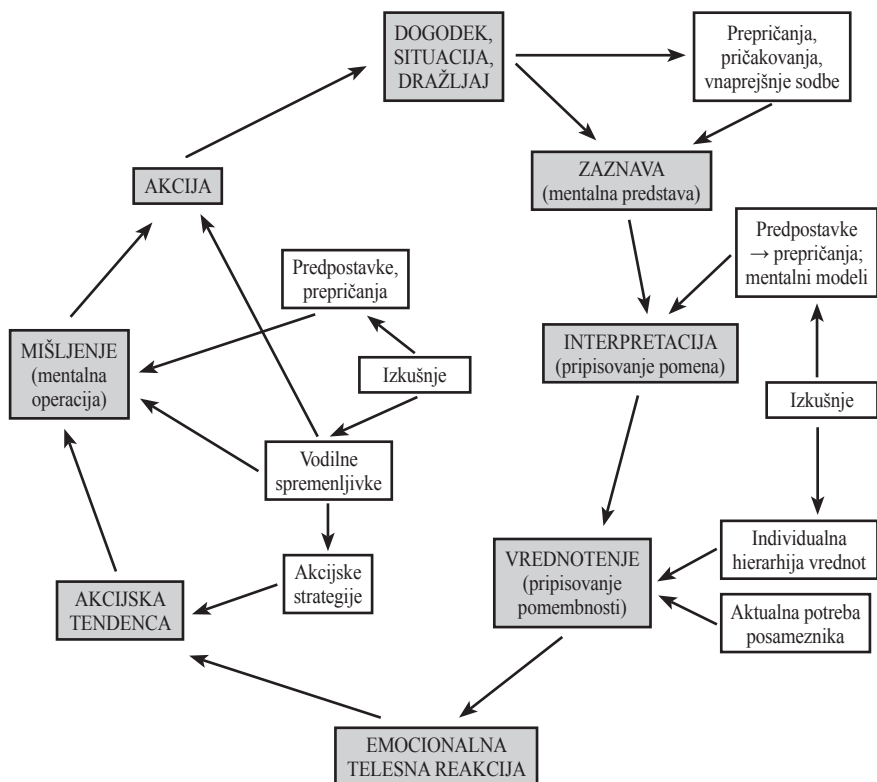 DOGODEK,
SITUACIJA,
DRAŽLJAJ
Prepričanja,
pričakovanja,
vnaprejšnje sodbe
ZAZNAVA
(mentalna predstava)
AKCIJA
Predpostavke
→ prepričanja;
mentalni modeli
Predpostavke,
prepričanja
MIŠLJENJE
(mentalna
operacija)
INTERPRETACIJA
(pripisovanje pomena)
Izkušnje
Izkušnje
Vodilne
spremenljivke
Individualna
hierarhija vrednot
VREDNOTENJE
(pripisovanje
pomembnosti)
Akcijske
strategije
AKCIJSKA
TENDENCA
Aktualna potreba
posameznika
EMOCIONALNA
TELESNA REAKCIJA